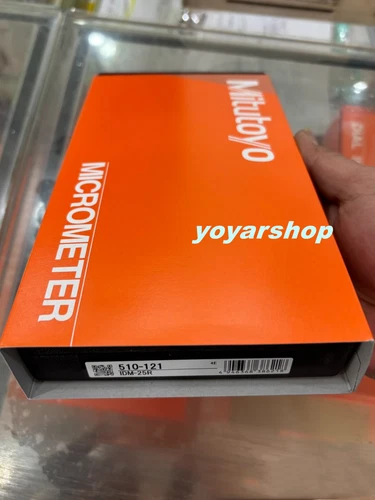 Mitutoyo
MICROMETER
yoyarshop
510-121
IDM-25R